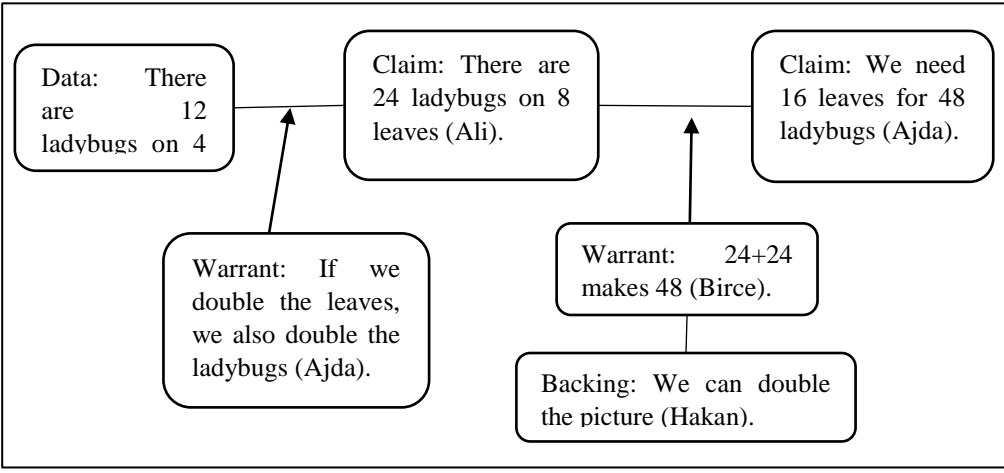 Data: There
are 12
ladybugs on 4
Claim: There are
24 ladybugs on 8
leaves (Ali).
Claim: We need
16 leaves for 48
ladybugs (Ajda).
Warrant: If we
double the leaves,
we also double the
ladybugs (Ajda).
Warrant: 24+24
makes 48 (Birce).
Backing: We can double
the picture (Hakan).